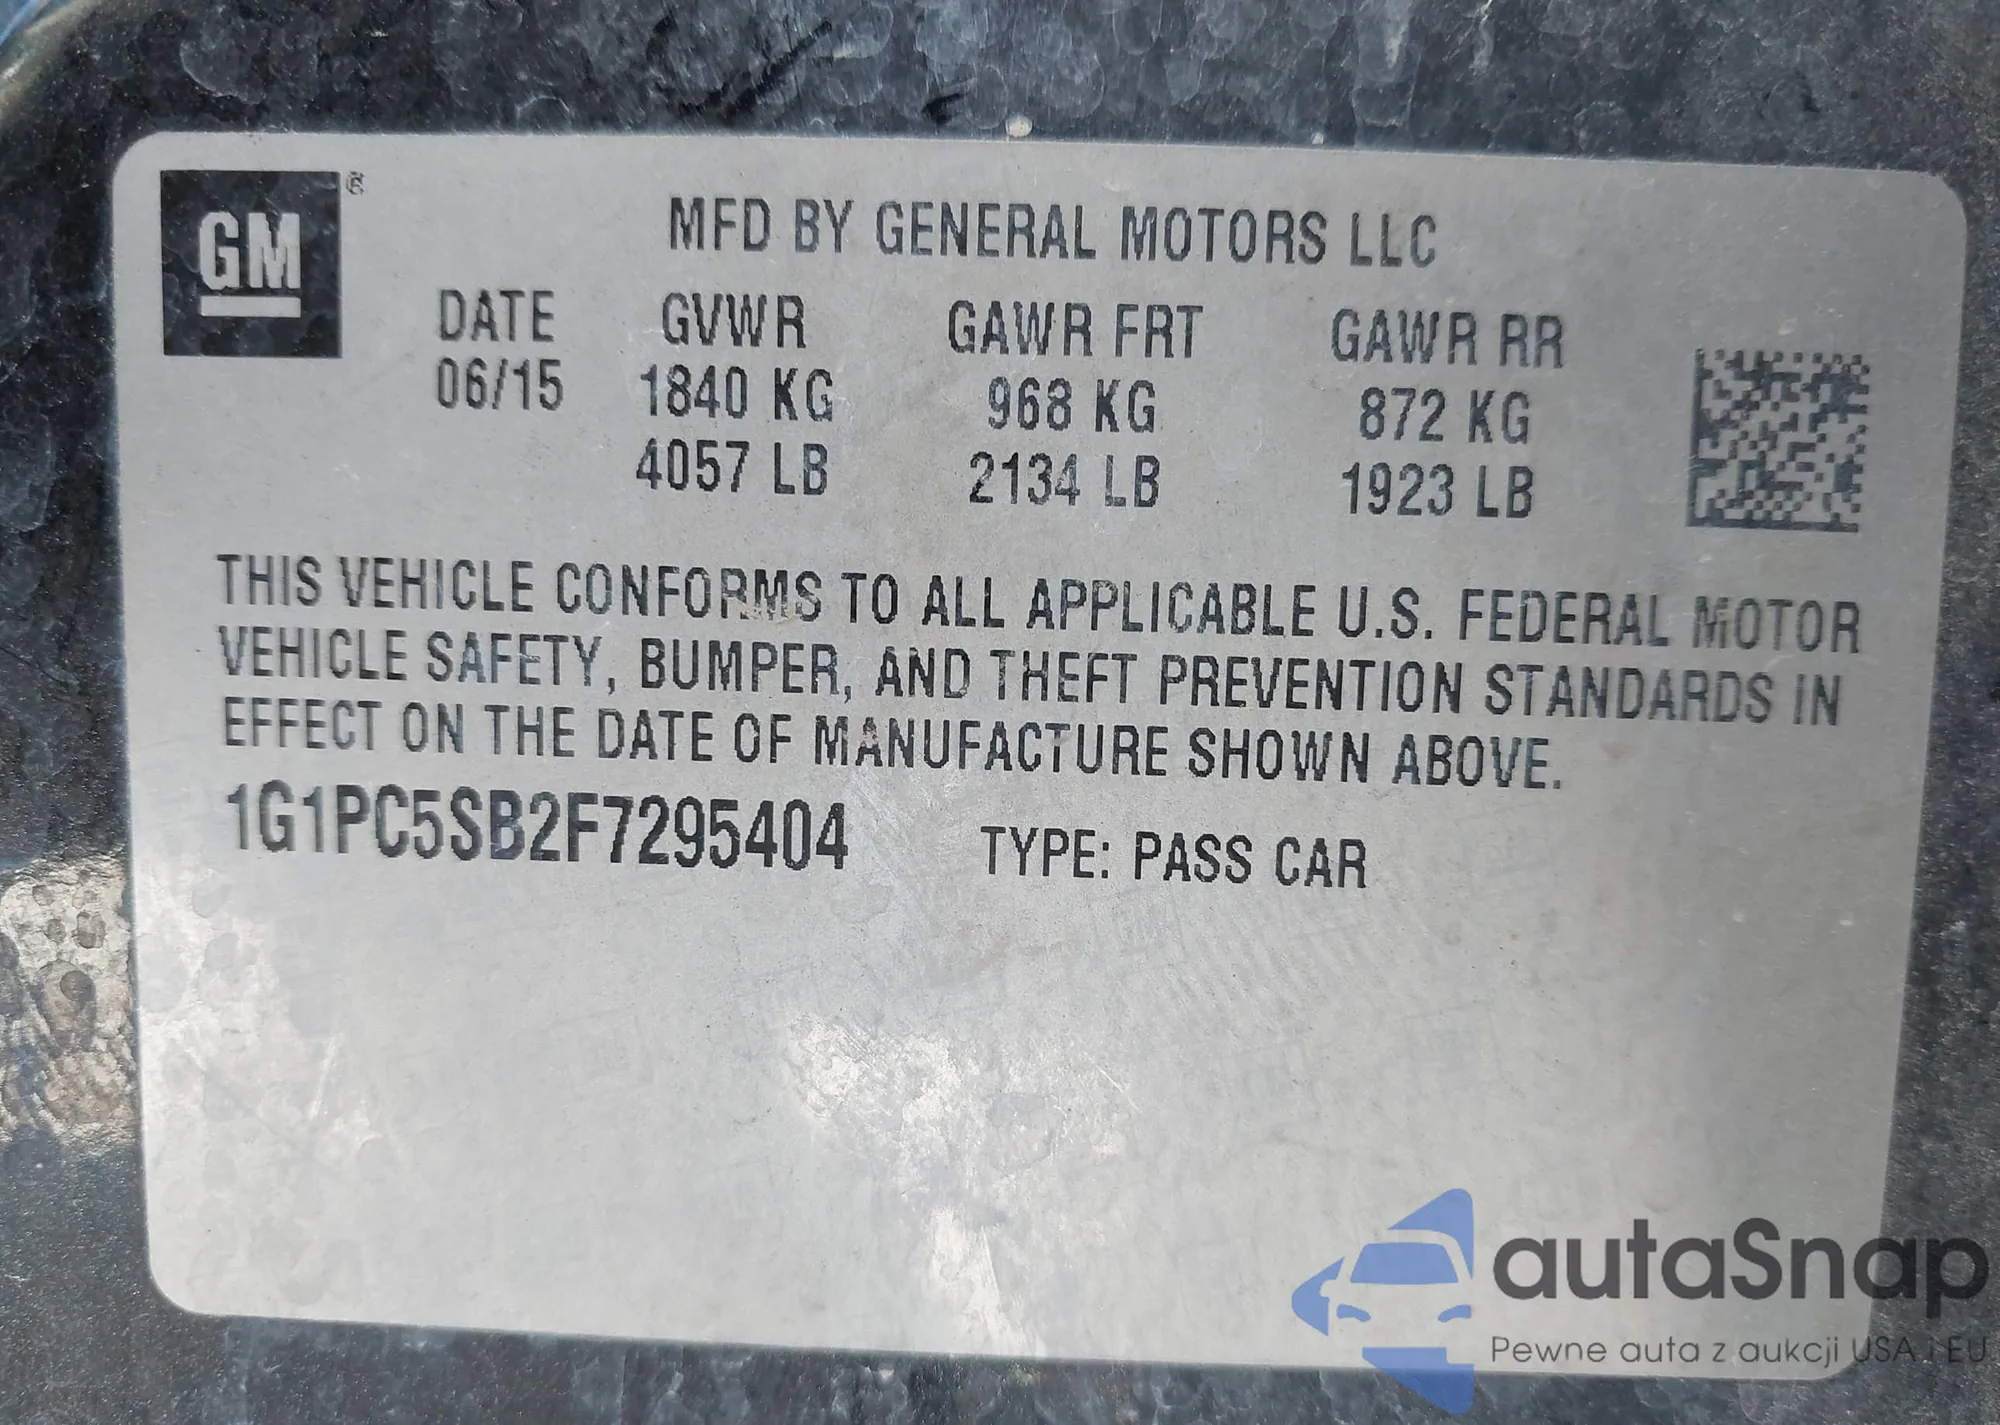 GM®
MFD BY GENERAL MOTORS LLC
DATE GVWR GAWR FRT GAWR RR
06/15 1840 KG 968 KG 872 KG
4057 LB 2134 LB 1923 LB
THIS VEHICLE CONFORMS TO ALL APPLICABLE U.S. FEDERAL MOTOR
VEHICLE SAFETY, BUMPER, AND THEFT PREVENTION STANDARDS IN
EFFECT ON THE DATE OF MANUFACTURE SHOWN ABOVE.
1G1PC5SB2F7295404 TYPE: PASS CAR
autaSnap
Pewne auta z aukcji USA i EU